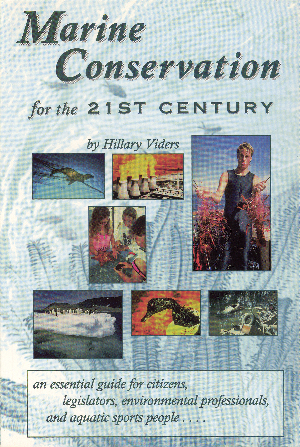 Marine
Conservation
for the 21ST CENTURY
by Hillary Viders
an essential guide for citizens,
legislators, environmental professionals,
and aquatic sports people . . . .